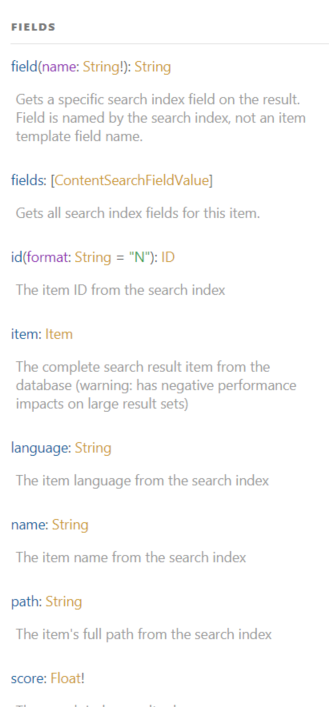 FIELDS
field(name: String!): String
Gets a specific search index field on the result.
Field is named by the search index, not an item
template field name.
fields: [ContentSearchFieldValue]
Gets all search index fields for this item.
id(format: String = "N"): ID
The item ID from the search index
item: Item
The complete search result item from the
database (warning: has negative performance
impacts on large result sets)
language: String
The item language from the search index
name: String
The item name from the search index
path: String
The item's full path from the search index
score: Float!